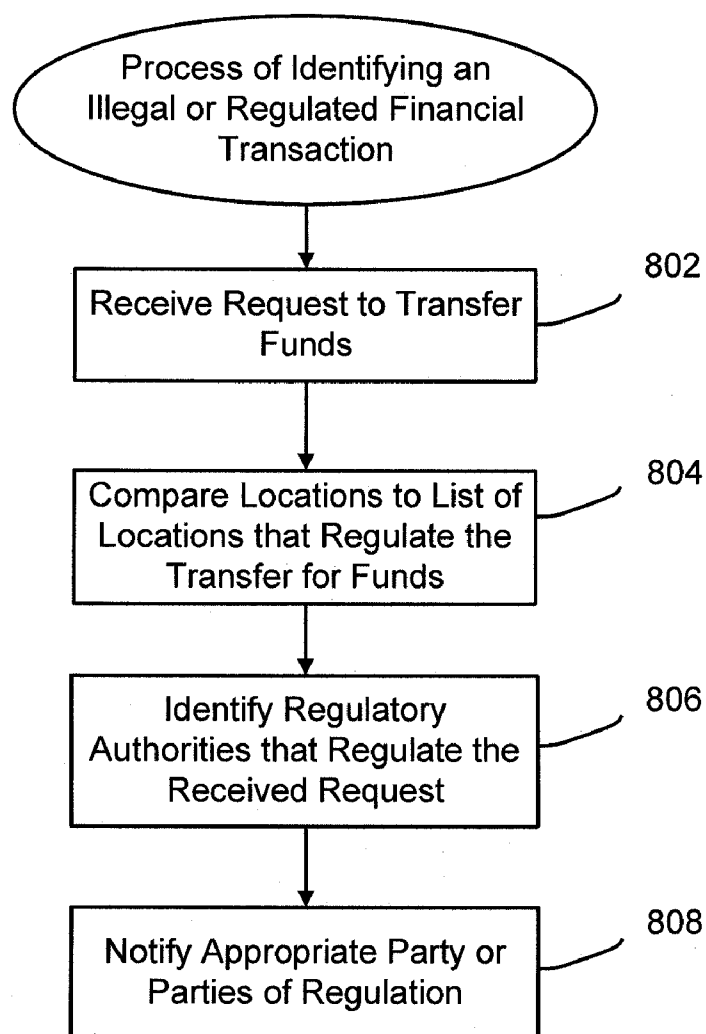 Process of Identifying an
Illegal or Regulated Financial
Transaction
802
Receive Request to Transfer
Funds
804
Compare Locations to List of
Locations that Regulate the
Transfer for Funds
806
Identify Regulatory
Authorities that Regulate the
Received Request
808
Notify Appropriate Party or
Parties of Regulation